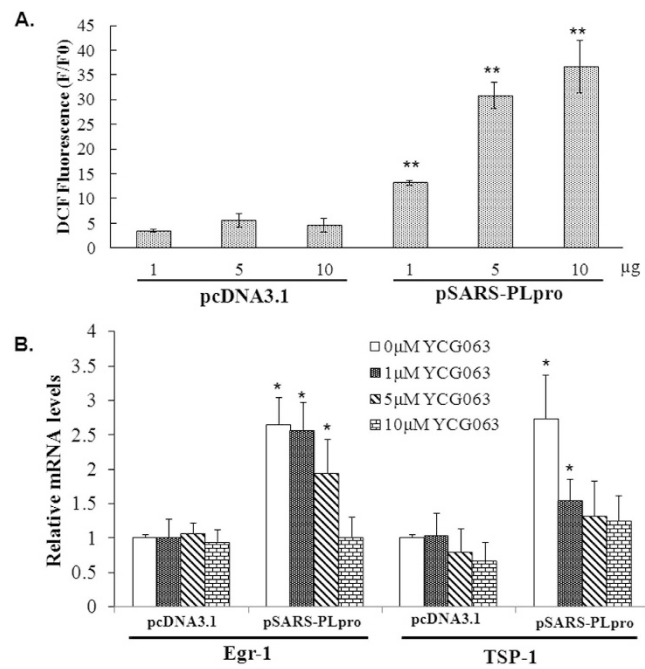 A.
DCF Fluorescence (F/F0)
45
40
35
30
25
20
15
10
5
0
** ** **
1 5 10 1 5 10 µg
pcDNA3.1 pSARS-PLpro
B.
Relative mRNA levels
4
3.5
3
2.5
2
1.5
1
0.5
0
0µM YCG063
1µM YCG063
5µM YCG063
10µM YCG063
* * * * *
pcDNA3.1 pSARS-PLpro pcDNA3.1 pSARS-PLpro
Egr-1 TSP-1